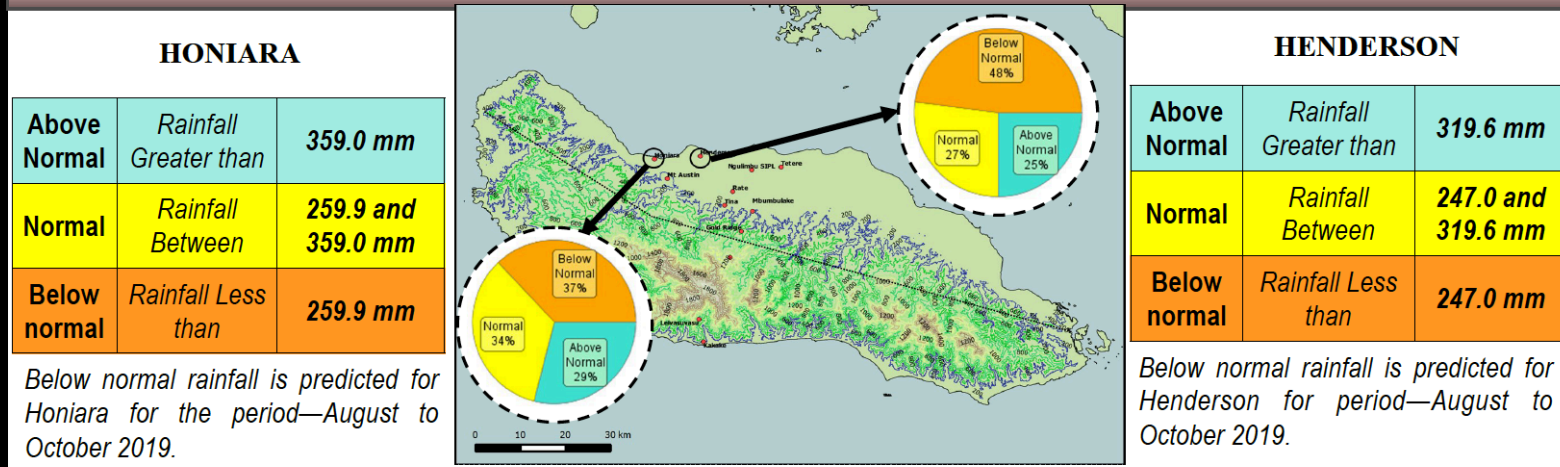 HONIARA
Above
Normal
Rainfall
Greater than
359.0 mm
Normal
Rainfall
Between
259.9 and
359.0 mm
Below
normal
Rainfall Less
than
259.9 mm
Below normal rainfall is predicted for
Honiara for the period—August to
October 2019.
Below
Normal
48%
Normal
27%
Above
Normal
25%
Honiara
Mt Austin
Ngulimbu SIPL
Tetere
Rate
Tina
Mbumbulake
Gold Ridge
Below
Normal
37%
Normal
34%
Above
Normal
29%
0 10 20 30 km
HENDERSON
Above
Normal
Rainfall
Greater than
319.6 mm
Normal
Rainfall
Between
247.0 and
319.6 mm
Below
normal
Rainfall Less
than
247.0 mm
Below normal rainfall is predicted for
Henderson for period—August to
October 2019.